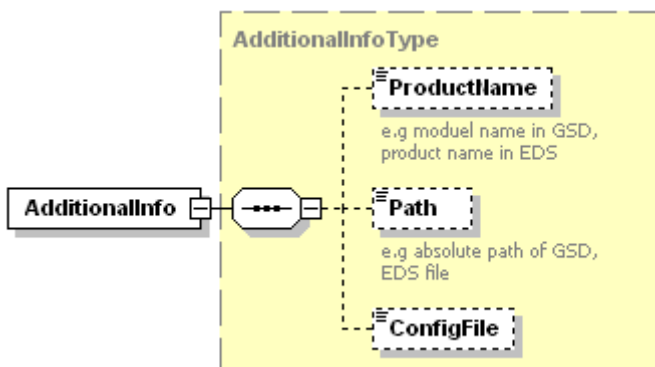 AdditionalInfoType
ProductName
e.g moduel name in GSD,
product name in EDS
AdditionalInfo
Path
e.g absolute path of GSD,
EDS file
ConfigFile